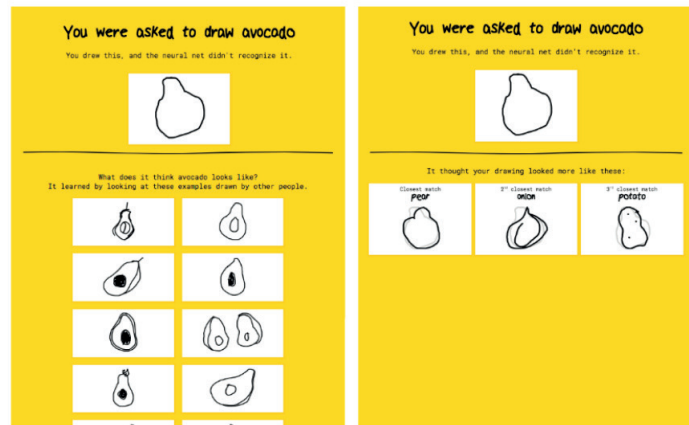 You were asked to draw avocado
You drew this, and the neural net didn't recognize it.
What does it think avocado looks like?
It learned by looking at these examples drawn by other people.
You were asked to draw avocado
You drew this, and the neural net didn't recognize it.
It thought your drawing looked more like these:
Closest match
pear
2ⁿᵈ closest match
onion
3ʳᵈ closest match
potato